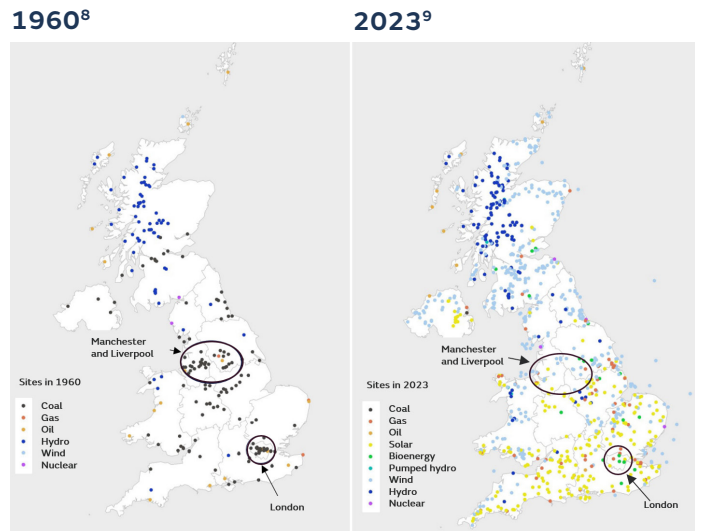 1960⁸
Manchester
and Liverpool
Sites in 1960
Coal
Gas
Oil
Hydro
Wind
Nuclear
London
2023⁹
Manchester
and Liverpool
Sites in 2023
Coal
Gas
Oil
Solar
Bioenergy
Pumped hydro
Wind
Hydro
Nuclear
London